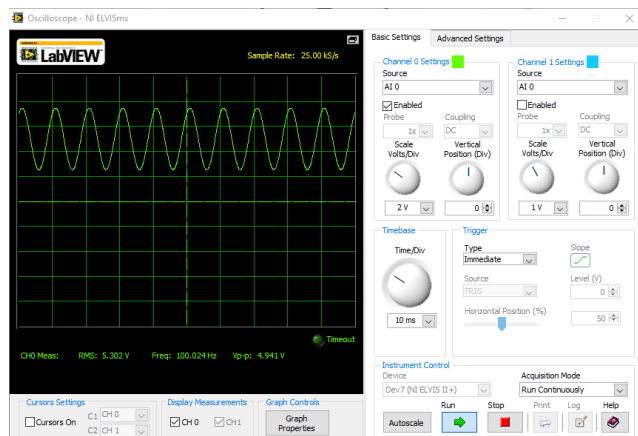 Oscilloscope - NI ELVISmx
LabVIEW
Sample Rate: 25.00 kS/s
Timeout
CH0 Meas: RMS: 5.302 V Freq: 100.024 Hz Vp-p: 4.941 V
Cursors Settings
Cursors On
C1 CH 0
C2 CH 1
Display Measurements
CH0
CH1
Graph Controls
Graph
Properties
Basic Settings Advanced Settings
Channel 0 Settings
Source
AI 0
Enabled
Probe Coupling
1x DC
Scale Vertical
Volts/Div Position (Div)
2 V 0
Channel 1 Settings
Source
AI 0
Enabled
Probe Coupling
1x DC
Scale Vertical
Volts/Div Position (Div)
1 V 0
Timebase
Time/Div
10 ms
Trigger
Type Slope
Immediate
Source Level (V)
TRIG 0
Horizontal Position (%)
50
Instrument Control
Device Acquisition Mode
Dev7 (NI ELVIS II+) Run Continuously
Run Stop Print Log Help
Autoscale